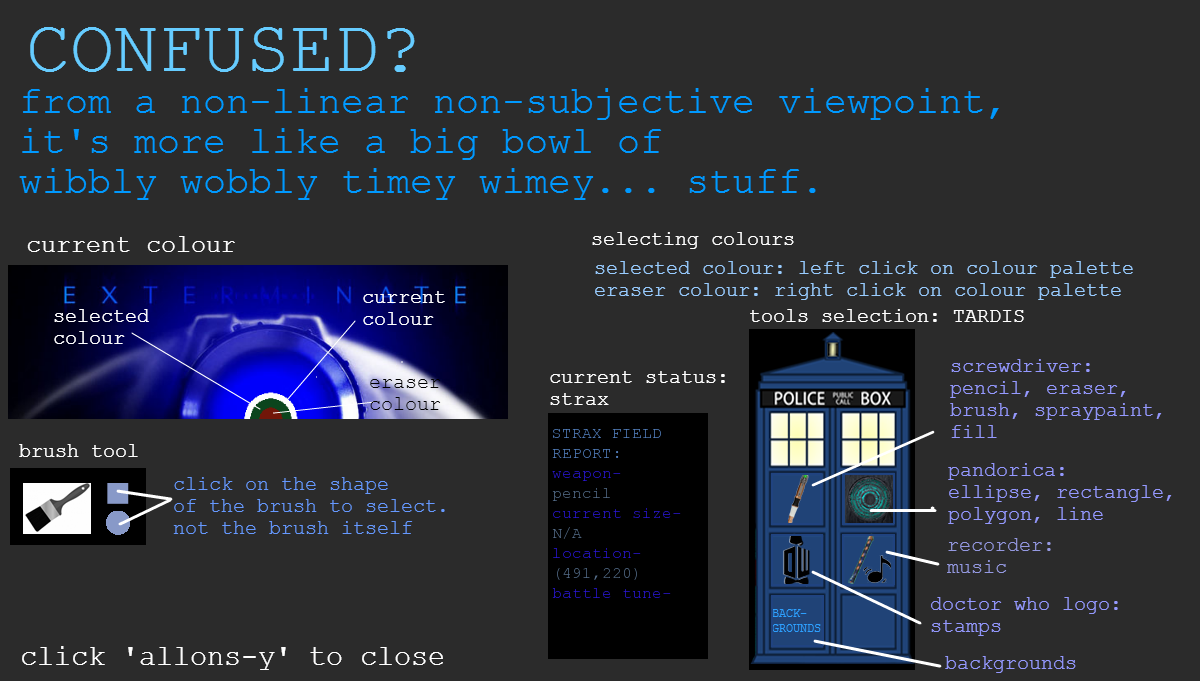 CONFUSED?
from a non-linear non-subjective viewpoint,
it's more like a big bowl of
wibbly wobbly timey wimey... stuff.
current colour
E X T E R M I N A T E
selected
colour
current
colour
eraser
colour
brush tool
click on the shape
of the brush to select.
not the brush itself
click 'allons-y' to close
selecting colours
selected colour: left click on colour palette
eraser colour: right click on colour palette
tools selection: TARDIS
current status:
strax
STRAX FIELD
REPORT:
weapon-
pencil
current size-
N/A
location-
(491,220)
battle tune-
POLICE PUBLIC CALL BOX
DW
BACK-
GROUNDS
screwdriver:
pencil, eraser,
brush, spraypaint,
fill
pandorica:
ellipse, rectangle,
polygon, line
recorder:
music
doctor who logo:
stamps
backgrounds